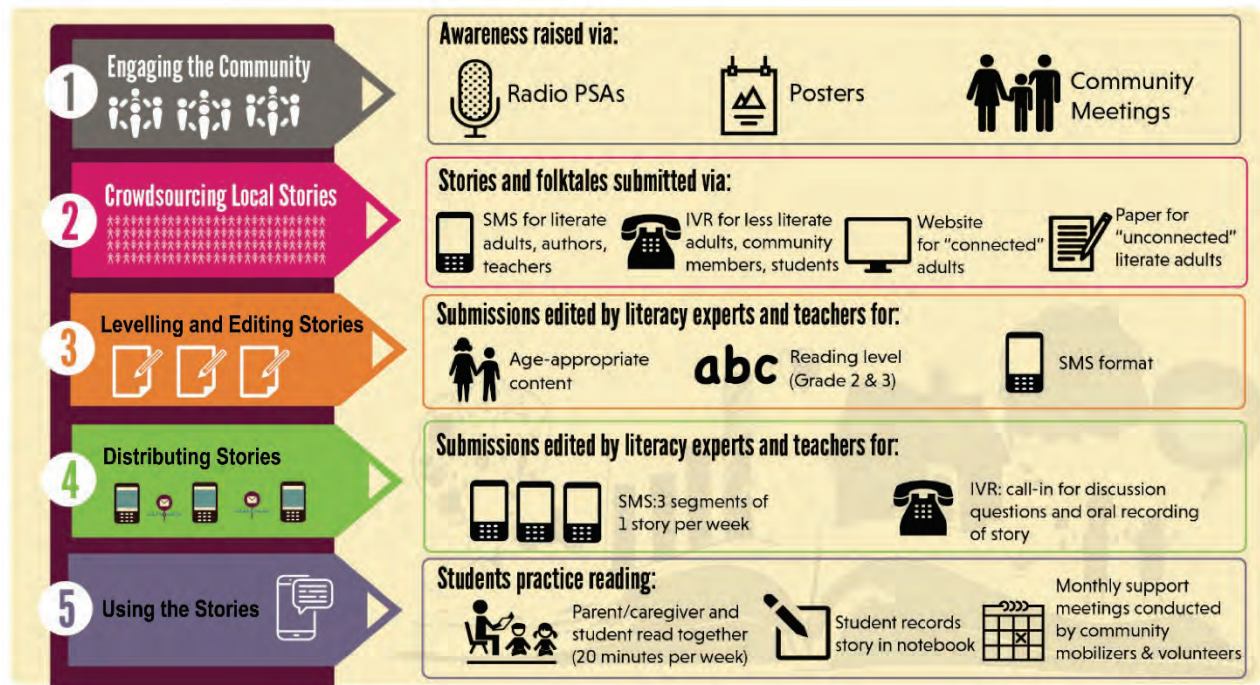 1
Engaging the Community
Awareness raised via:
Radio PSAs
Posters
Community
Meetings
2
Crowdsourcing Local Stories
Stories and folktales submitted via:
SMS for literate
adults, authors,
teachers
IVR for less literate
adults, community
members, students
Website
for “connected”
adults
Paper for
“unconnected”
literate adults
3
Levelling and Editing Stories
Submissions edited by literacy experts and teachers for:
Age-appropriate
content
abc
Reading level
(Grade 2 & 3)
SMS format
4
Distributing Stories
Submissions edited by literacy experts and teachers for:
SMS:3 segments of
1 story per week
IVR: call-in for discussion
questions and oral recording
of story
5
Using the Stories
Students practice reading:
Parent/caregiver and
student read together
(20 minutes per week)
Student records
story in notebook
Monthly support
meetings conducted
by community
mobilizers & volunteers